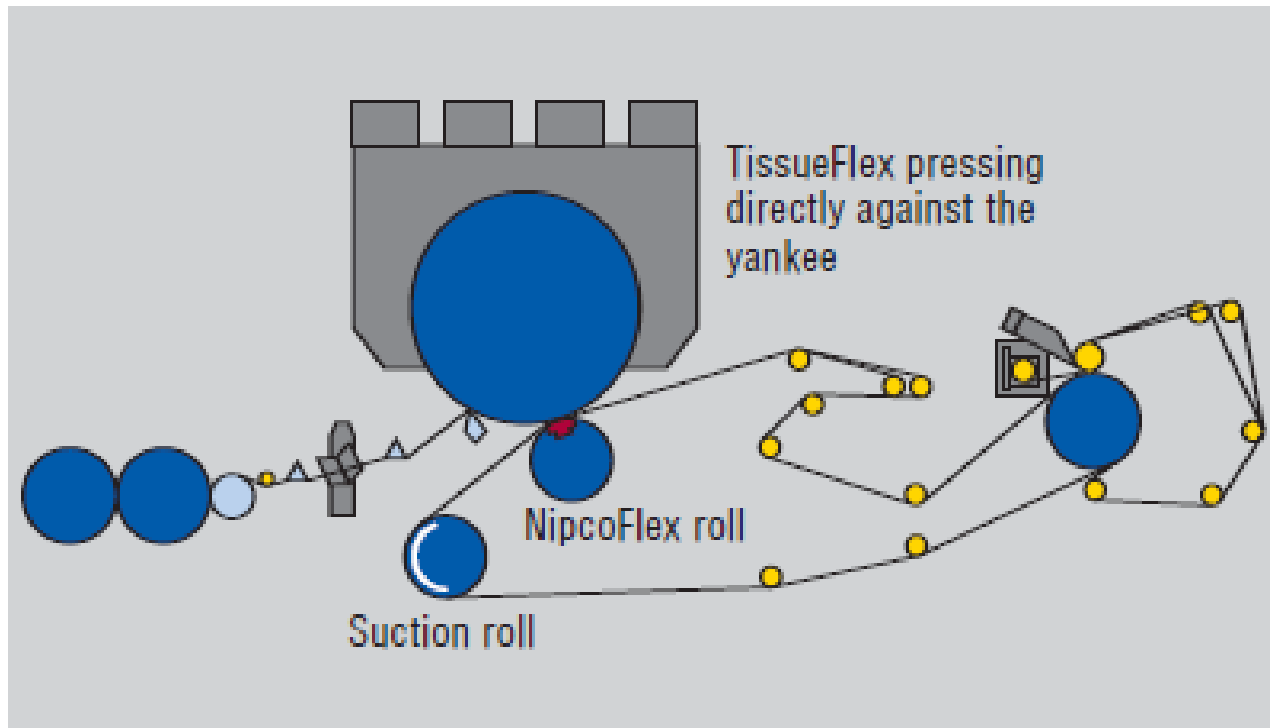 TissueFlex pressing
directly against the
yankee
NipcoFlex roll
Suction roll